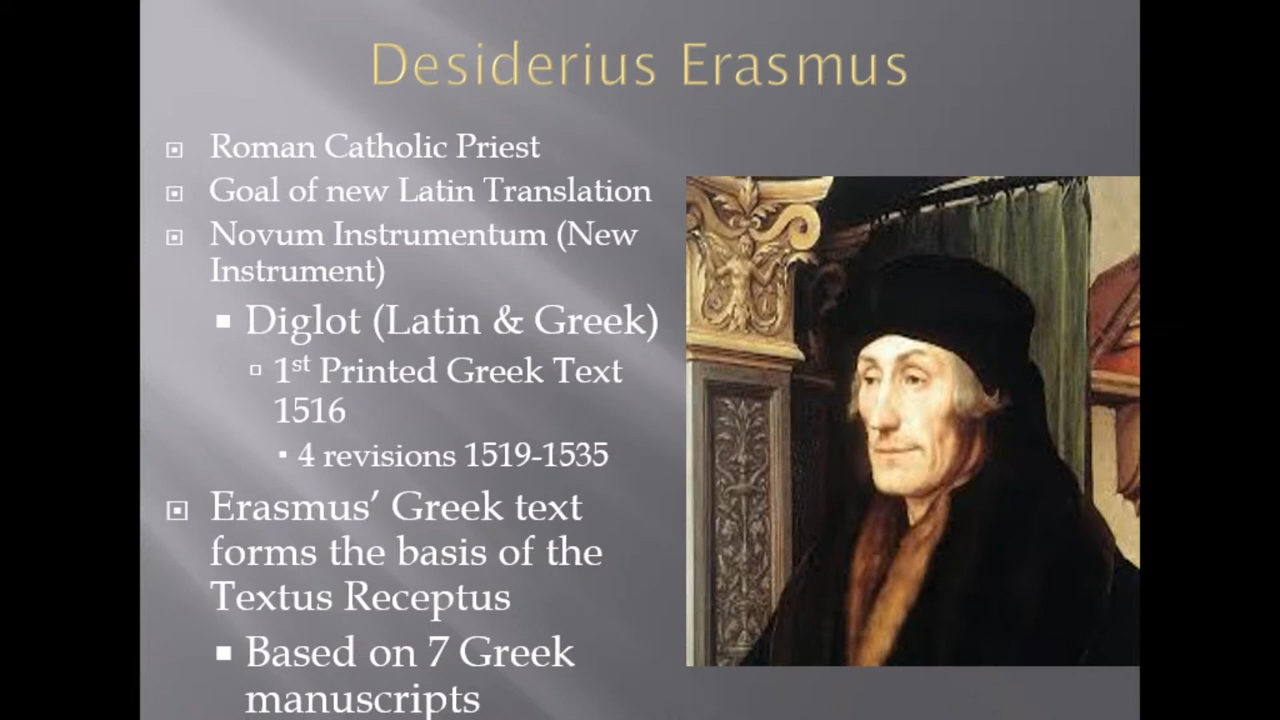 Desiderius Erasmus
Roman Catholic Priest
Goal of new Latin Translation
Novum Instrumentum (New
Instrument)
Diglot (Latin & Greek)
1st Printed Greek Text
1516
4 revisions 1519-1535
Erasmus’ Greek text
forms the basis of the
Textus Receptus
Based on 7 Greek
manuscripts